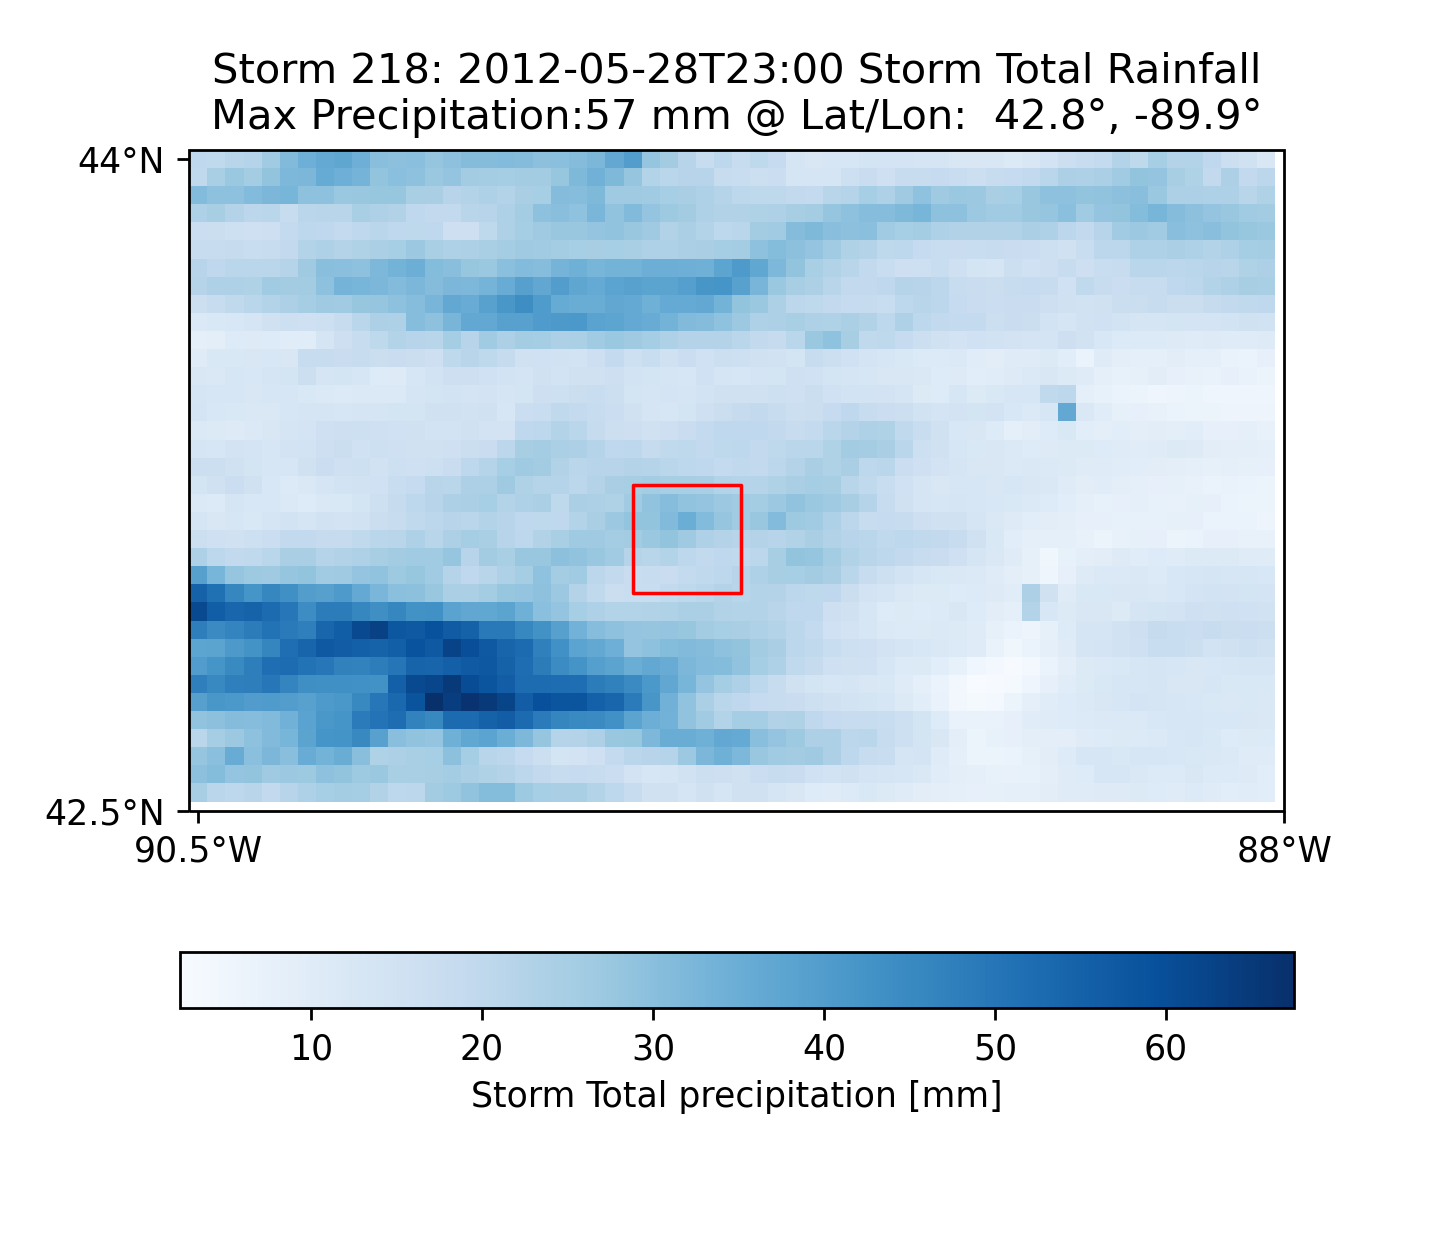 Storm 218: 2012-05-28T23:00 Storm Total Rainfall
Max Precipitation:57 mm @ Lat/Lon:  42.8°, -89.9°
44°N
42.5°N
90.5°W 88°W
10 20 30 40 50 60
Storm Total precipitation [mm]